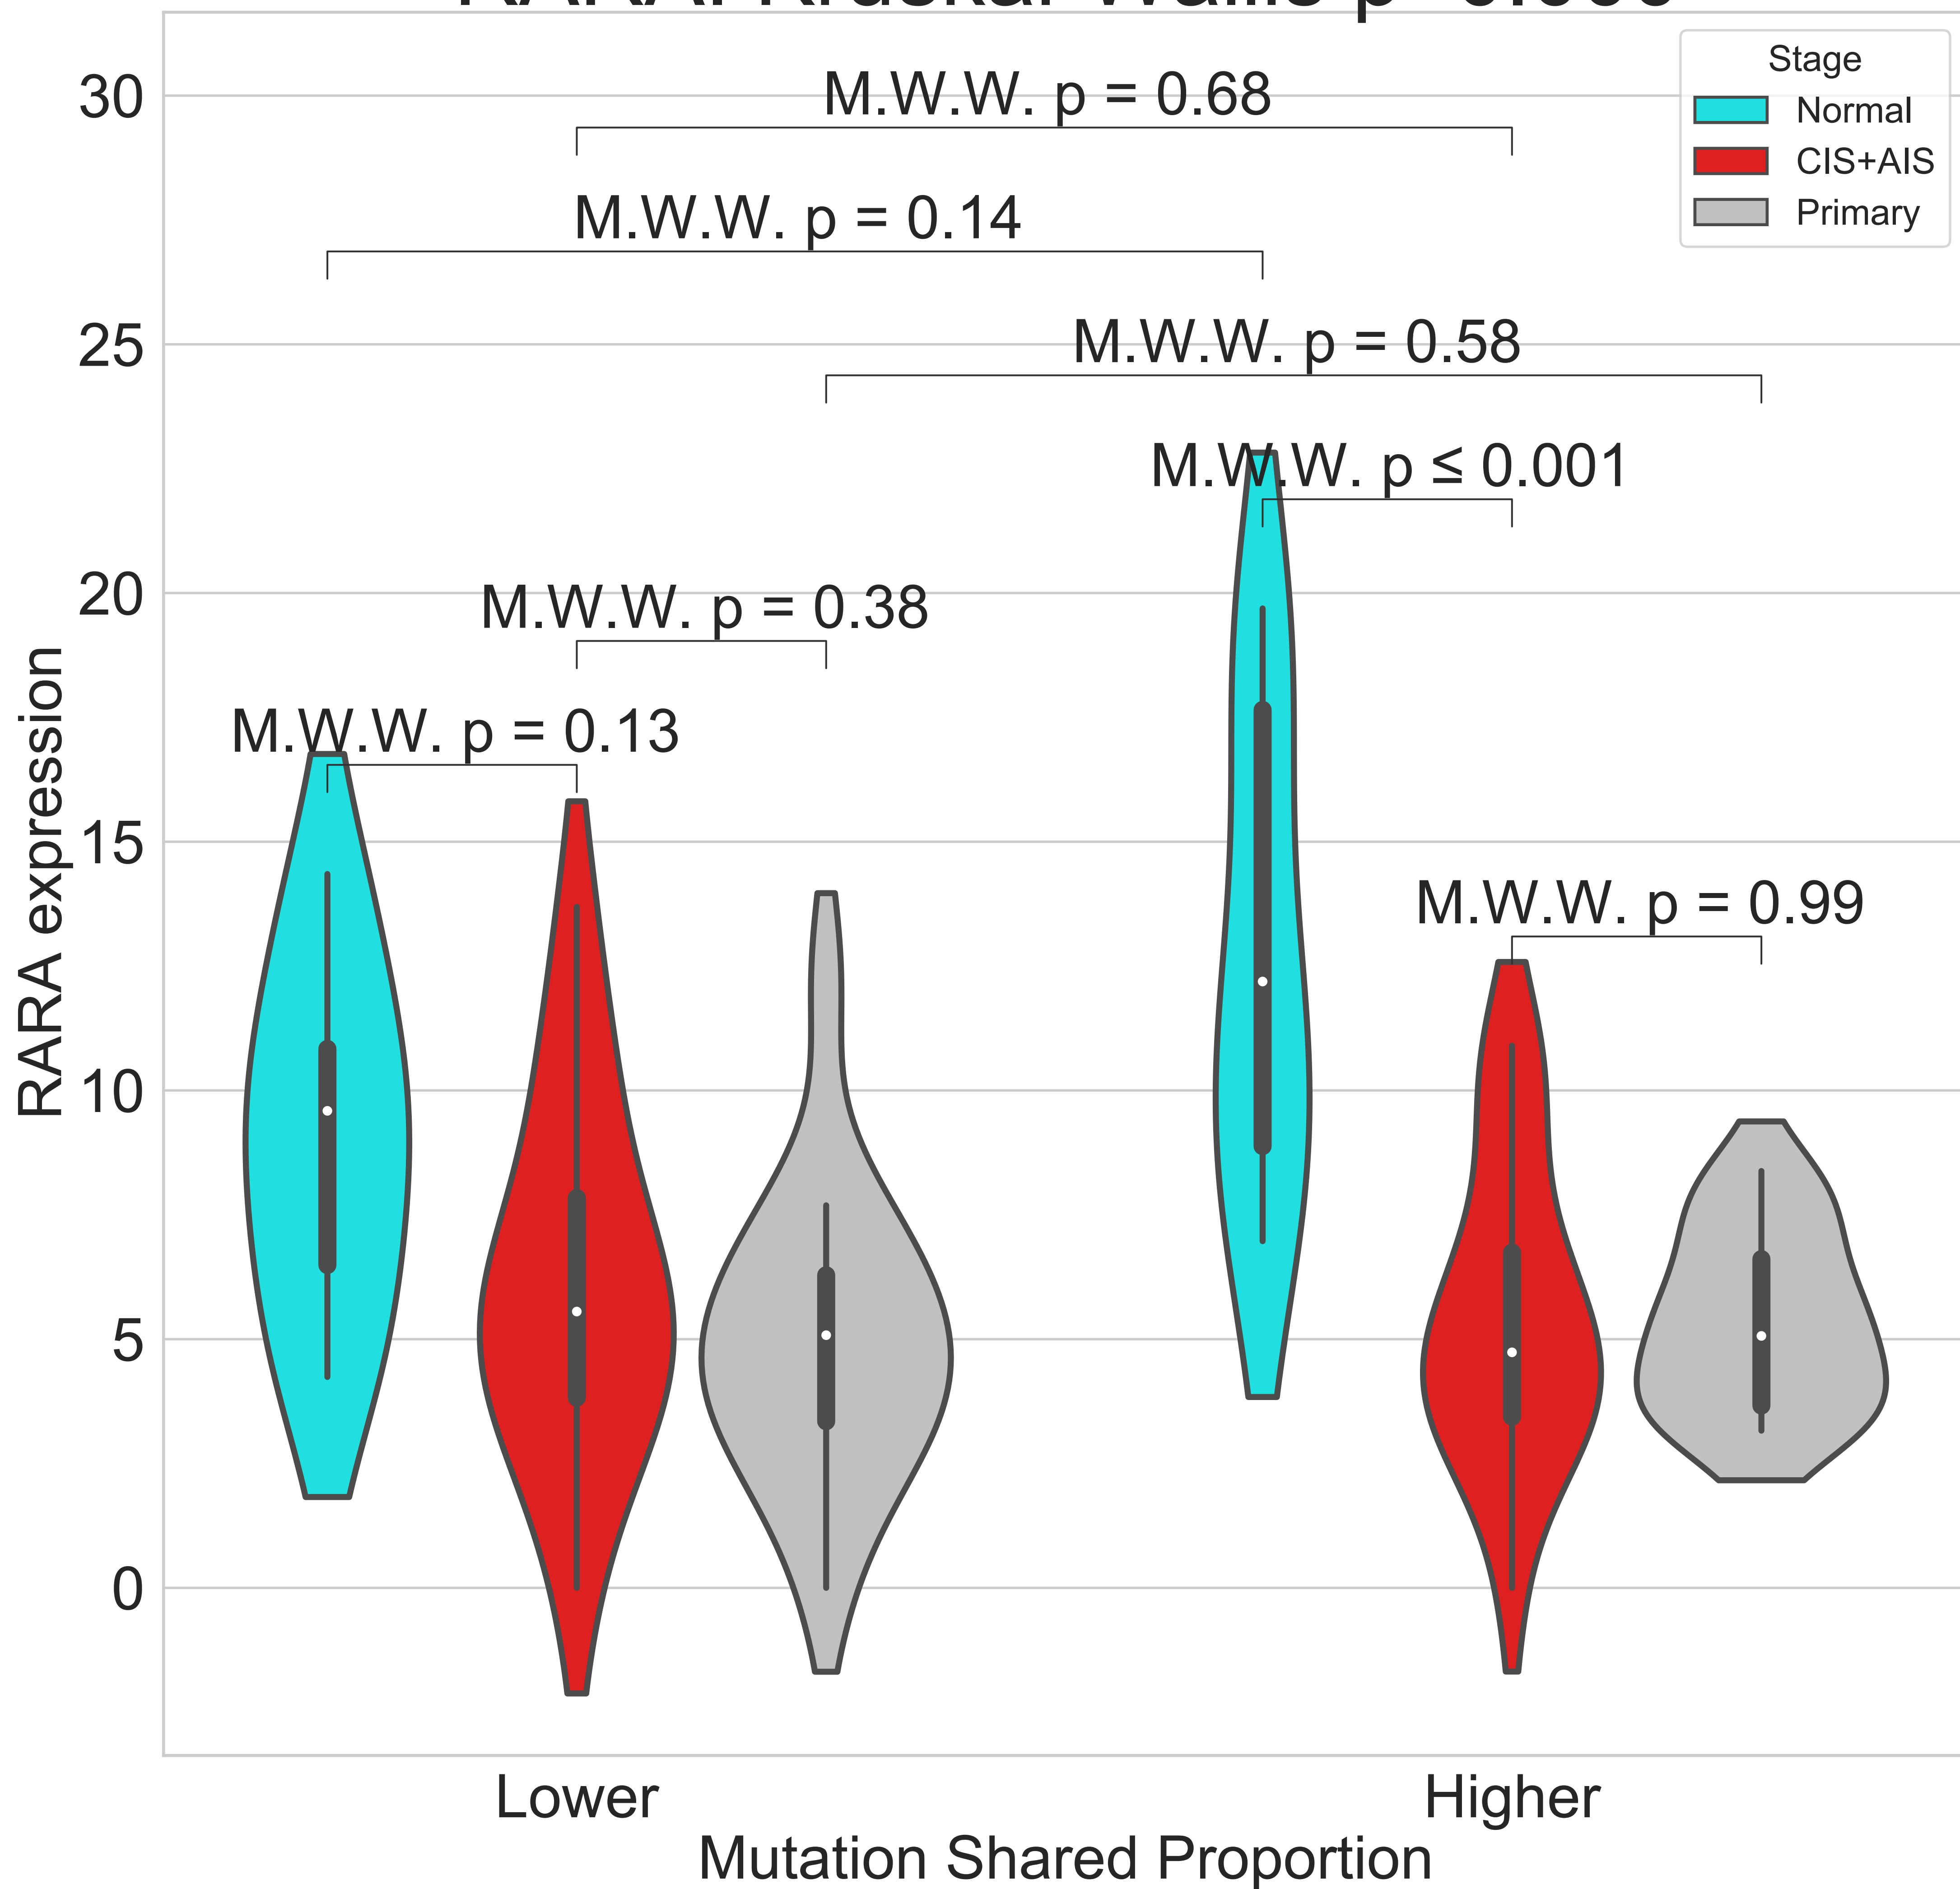 Stage
Normal
CIS+AIS
Primary
M.W.W. p = 0.68
M.W.W. p = 0.14
M.W.W. p = 0.58
M.W.W. p ≤ 0.001
M.W.W. p = 0.38
M.W.W. p = 0.13
M.W.W. p = 0.99
30
25
20
15
10
5
0
RARA expression
Lower
Higher
Mutation Shared Proportion